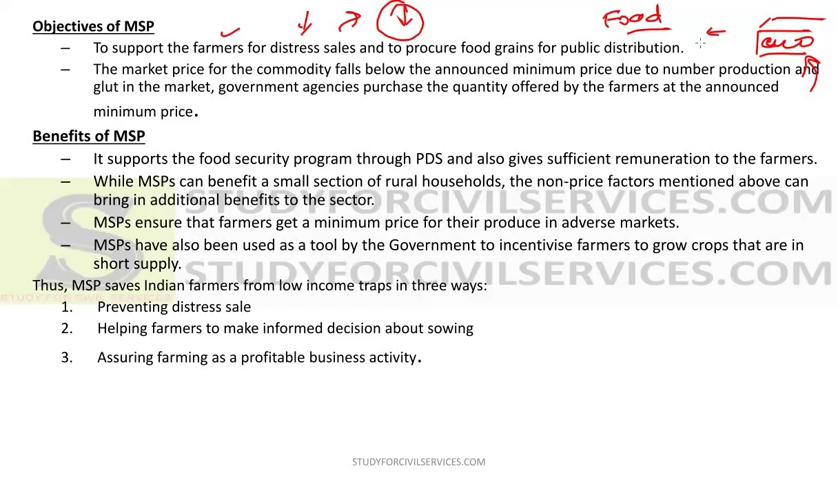 Objectives of MSP
Food
– To support the farmers for distress sales and to procure food grains for public distribution.
– The market price for the commodity falls below the announced minimum price due to number production and
glut in the market, government agencies purchase the quantity offered by the farmers at the announced
minimum price.
Benefits of MSP
– It supports the food security program through PDS and also gives sufficient remuneration to the farmers.
– While MSPs can benefit a small section of rural households, the non-price factors mentioned above can
bring in additional benefits to the sector.
STUDYFORCIVILSERVICES.COM
– MSPs ensure that farmers get a minimum price for their produce in adverse markets.
– MSPs have also been used as a tool by the Government to incentivise farmers to grow crops that are in
short supply.
STUDYFORCIVILSERVICES.COM
Thus, MSP saves Indian farmers from low income traps in three ways:
1. Preventing distress sale
2. Helping farmers to make informed decision about sowing
3. Assuring farming as a profitable business activity.
STUDYFORCIVILSERVICES.COM